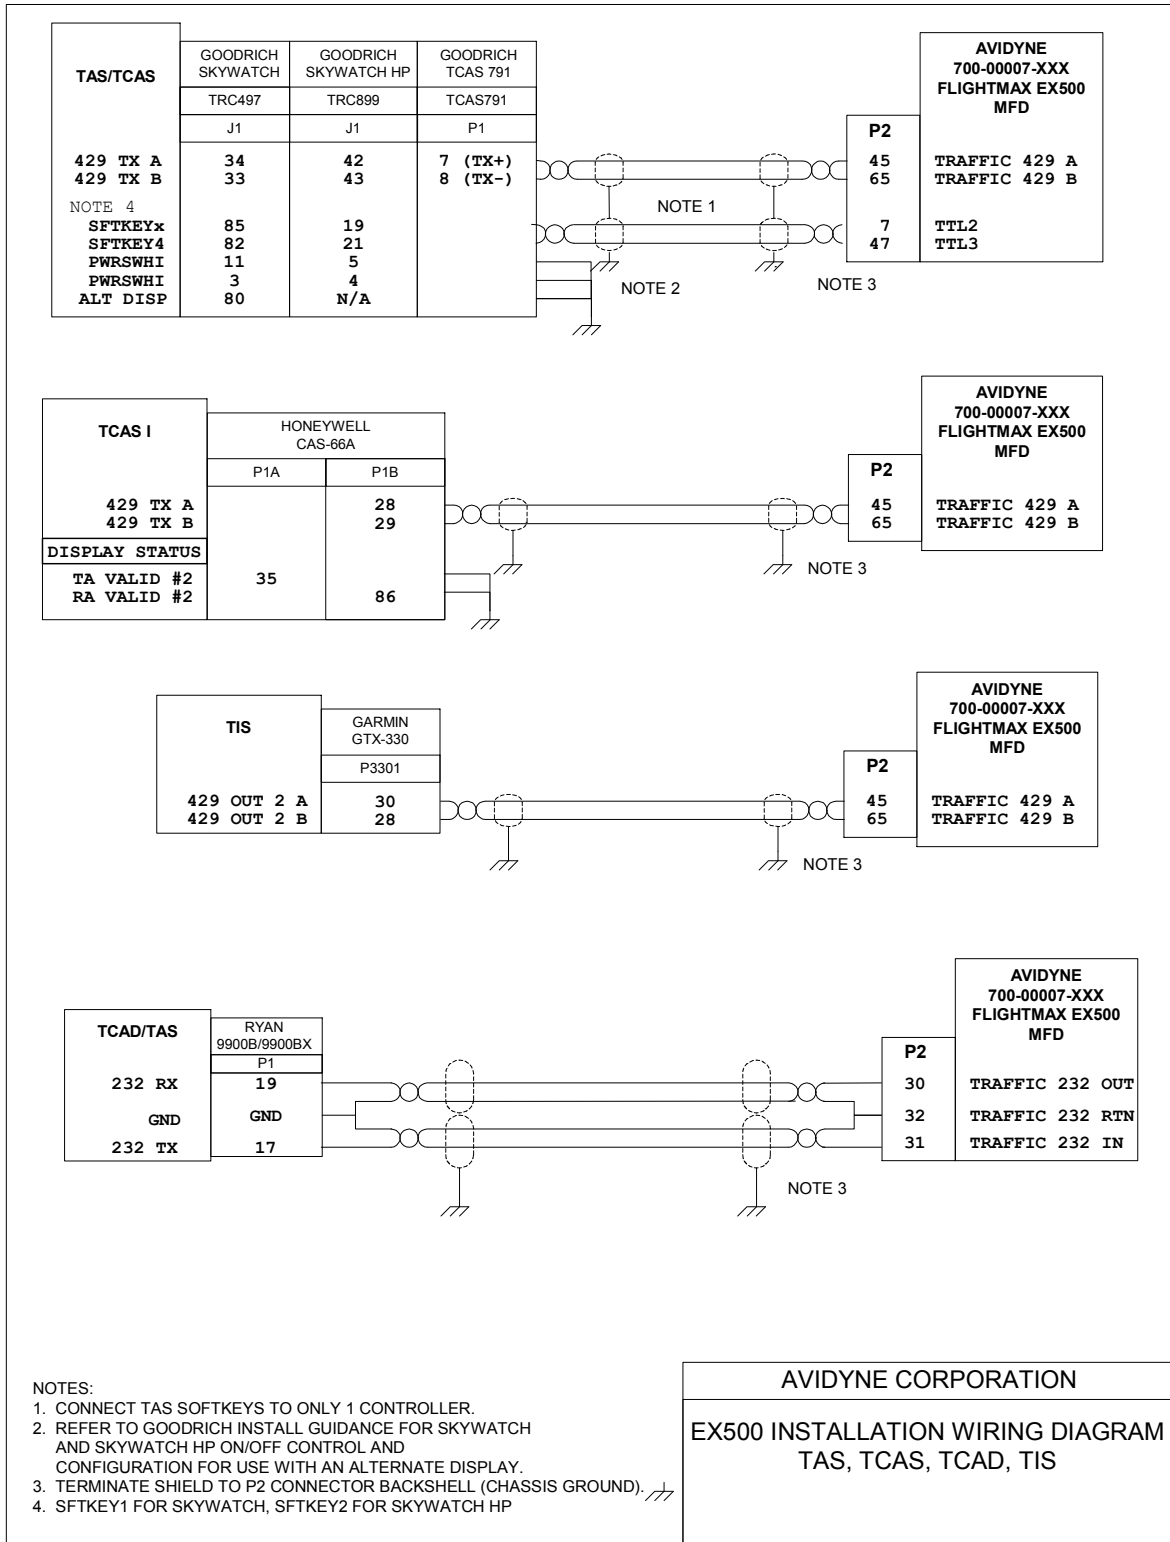 TAS/TCAS
GOODRICH
SKYWATCH
GOODRICH
SKYWATCH HP
GOODRICH
TCAS 791
TRC497 TRC899 TCAS791
J1 J1 P1
429 TX A 34 42 7 (TX+)
429 TX B 33 43 8 (TX-)
NOTE 4
SFTKEYx 85 19
SFTKEY4 82 21
PWRSWHI 11 5
PWRSWHI 3 4
ALT DISP 80 N/A
NOTE 1
NOTE 2
NOTE 3
AVIDYNE
700-00007-XXX
FLIGHTMAX EX500
MFD
P2
45 TRAFFIC 429 A
65 TRAFFIC 429 B
7 TTL2
47 TTL3
TCAS I
HONEYWELL
CAS-66A
P1A P1B
429 TX A 28
429 TX B 29
DISPLAY STATUS
TA VALID #2 35
RA VALID #2 86
NOTE 3
AVIDYNE
700-00007-XXX
FLIGHTMAX EX500
MFD
P2
45 TRAFFIC 429 A
65 TRAFFIC 429 B
TIS
GARMIN
GTX-330
P3301
429 OUT 2 A 30
429 OUT 2 B 28
NOTE 3
AVIDYNE
700-00007-XXX
FLIGHTMAX EX500
MFD
P2
45 TRAFFIC 429 A
65 TRAFFIC 429 B
TCAD/TAS
RYAN
9900B/9900BX
P1
232 RX 19
GND GND
232 TX 17
NOTE 3
AVIDYNE
700-00007-XXX
FLIGHTMAX EX500
MFD
P2
30 TRAFFIC 232 OUT
32 TRAFFIC 232 RTN
31 TRAFFIC 232 IN
NOTES:
1. CONNECT TAS SOFTKEYS TO ONLY 1 CONTROLLER.
2. REFER TO GOODRICH INSTALL GUIDANCE FOR SKYWATCH
AND SKYWATCH HP ON/OFF CONTROL AND
CONFIGURATION FOR USE WITH AN ALTERNATE DISPLAY.
3. TERMINATE SHIELD TO P2 CONNECTOR BACKSHELL (CHASSIS GROUND).
4. SFTKEY1 FOR SKYWATCH, SFTKEY2 FOR SKYWATCH HP
AVIDYNE CORPORATION
EX500 INSTALLATION WIRING DIAGRAM
TAS, TCAS, TCAD, TIS